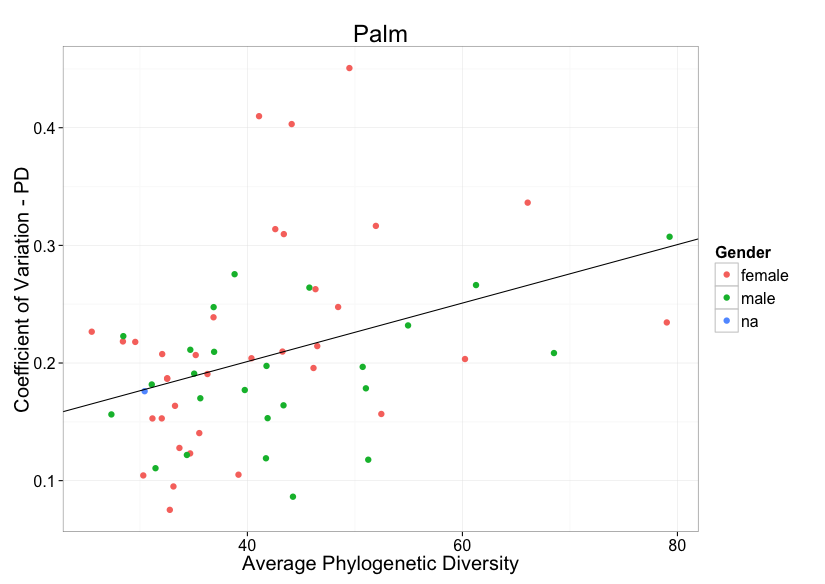 Palm
Coefficient of Variation - PD
0.4
0.3
0.2
0.1
40
60
80
Average Phylogenetic Diversity
Gender
female
male
na